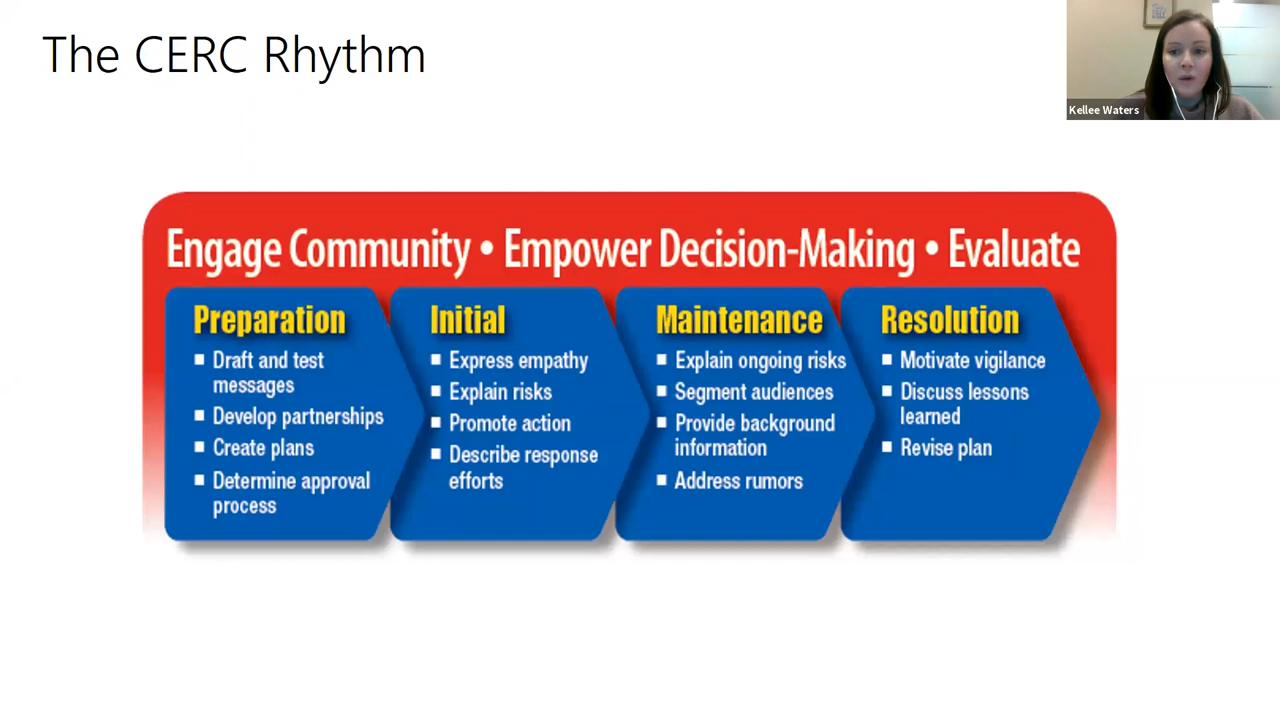 The CERC Rhythm
Kellee Waters
Engage Community • Empower Decision-Making • Evaluate
Preparation
▪ Draft and test
messages
▪ Develop partnerships
▪ Create plans
▪ Determine approval
process
Initial
▪ Express empathy
▪ Explain risks
▪ Promote action
▪ Describe response
efforts
Maintenance
▪ Explain ongoing risks
▪ Segment audiences
▪ Provide background
information
▪ Address rumors
Resolution
▪ Motivate vigilance
▪ Discuss lessons
learned
▪ Revise plan